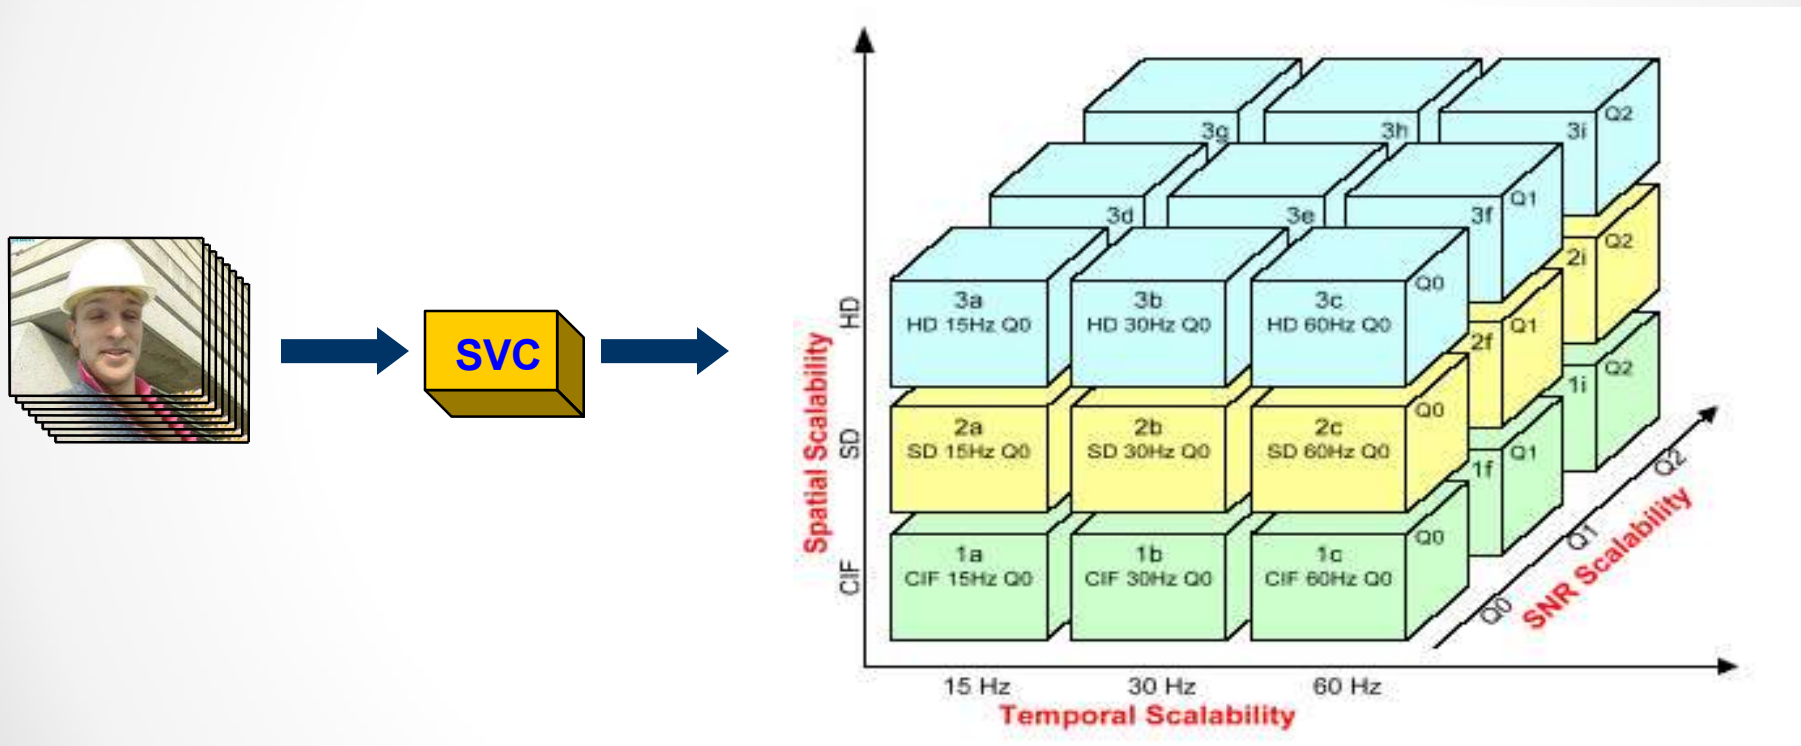 SVC
Spatial Scalability
HD
SD
CIF
3g
3h
3i
Q2
3d
3e
3f
Q1
3a
HD 15Hz Q0
3b
HD 30Hz Q0
3c
HD 60Hz Q0
Q0
2i
Q2
2f
Q1
2a
SD 15Hz Q0
2b
SD 30Hz Q0
2c
SD 60Hz Q0
Q0
1i
Q2
1f
Q1
1a
CIF 15Hz Q0
1b
CIF 30Hz Q0
1c
CIF 60Hz Q0
Q0
Q0
Q1
Q2
SNR Scalability
15 Hz
30 Hz
60 Hz
Temporal Scalability